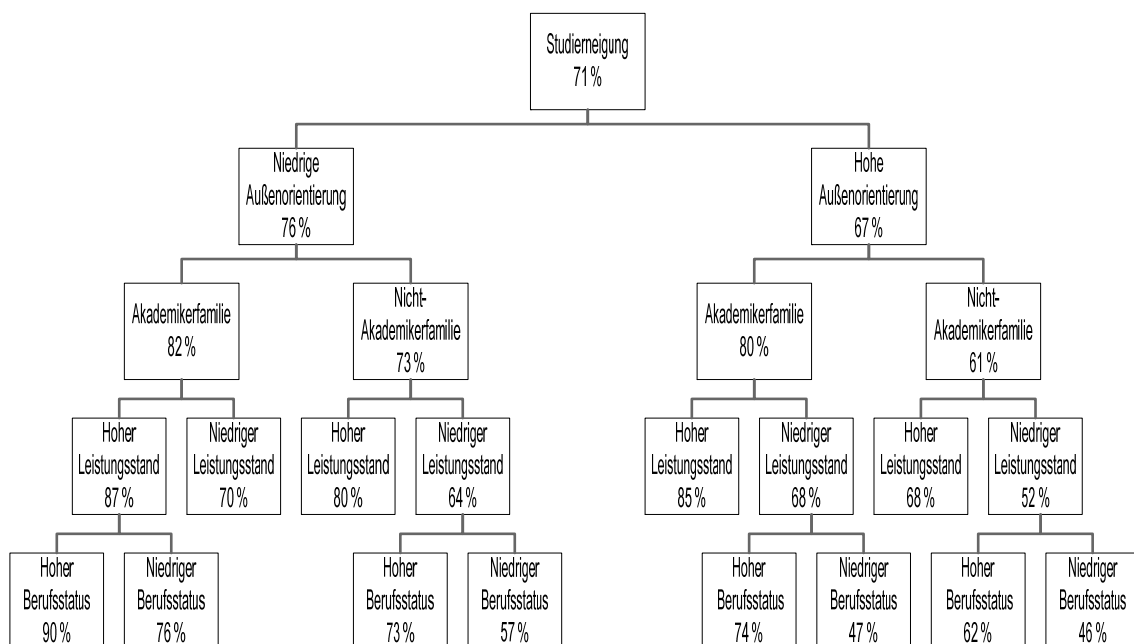 Studierneigung
71 %
Niedrige
Außenorientierung
76 %
Hohe
Außenorientierung
67 %
Akademikerfamilie
82 %
Nicht-
Akademikerfamilie
73 %
Akademikerfamilie
80 %
Nicht-
Akademikerfamilie
61 %
Hoher
Leistungsstand
87 %
Niedriger
Leistungsstand
70 %
Hoher
Leistungsstand
80 %
Niedriger
Leistungsstand
64 %
Hoher
Leistungsstand
85 %
Niedriger
Leistungsstand
68 %
Hoher
Leistungsstand
68 %
Niedriger
Leistungsstand
52 %
Hoher
Berufsstatus
90 %
Niedriger
Berufsstatus
76 %
Hoher
Berufsstatus
73 %
Niedriger
Berufsstatus
57 %
Hoher
Berufsstatus
74 %
Niedriger
Berufsstatus
47 %
Hoher
Berufsstatus
62 %
Niedriger
Berufsstatus
46 %